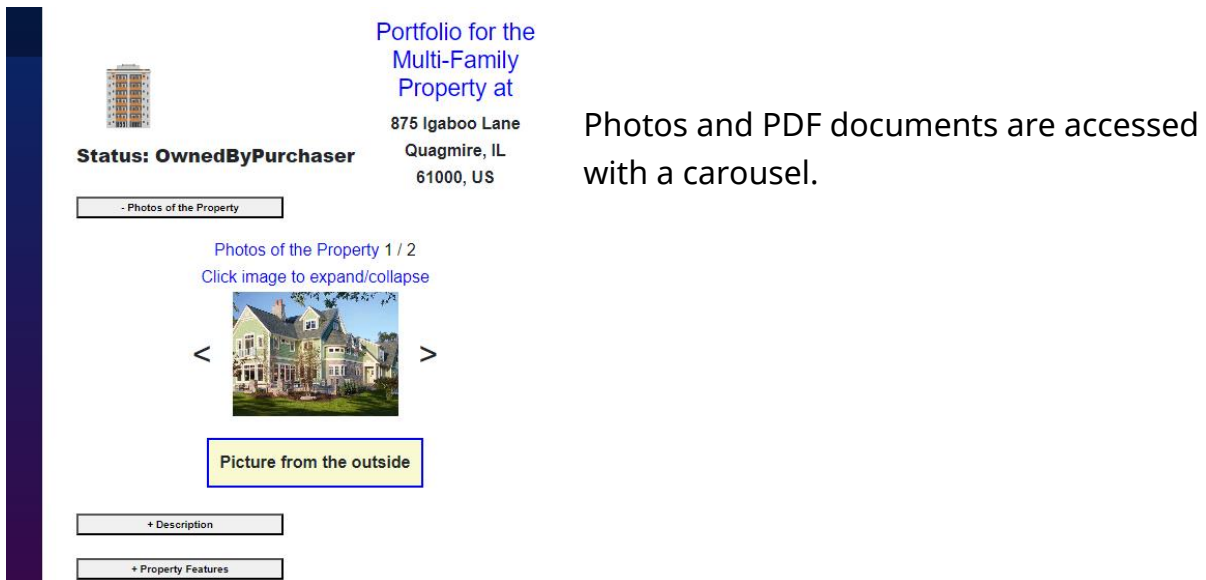 Portfolio for the
Multi-Family
Property at
875 Igaboo Lane
Quagmire, IL
61000, US
Status: OwnedByPurchaser
- Photos of the Property
Photos of the Property 1 / 2
Click image to expand/collapse
< >
Picture from the outside
+ Description
+ Property Features
Photos and PDF documents are accessed
with a carousel.